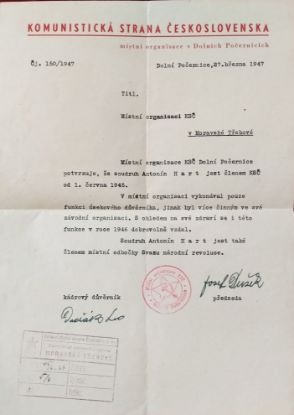 KOMUNISTICKÁ STRANA ČESKOSLOVENSKA
místní organisace v Dolních Počernicích
Čj. 150/1947
Dolní Počernice, 27. března 1947
Titl.
Místní organisaci KSČ
v Moravské Třebové
Místní organisace KSČ Dolní Počernice
potvrzuje, že soudruh Antonín H a r t jest členem KSČ
od 1. června 1945.
V místní organisaci vykonával pouze
funkci úsekového důvěrníka, jinak byl více činným ve své
závodní organisaci. S ohledem na své zdraví se i této
funkce v roce 1946 dobrovolně vzdal.
Soudruh Antonín H a r t jest také
členem místní odbočky Svazu národní revoluce.
kádrový důvěrník
předseda